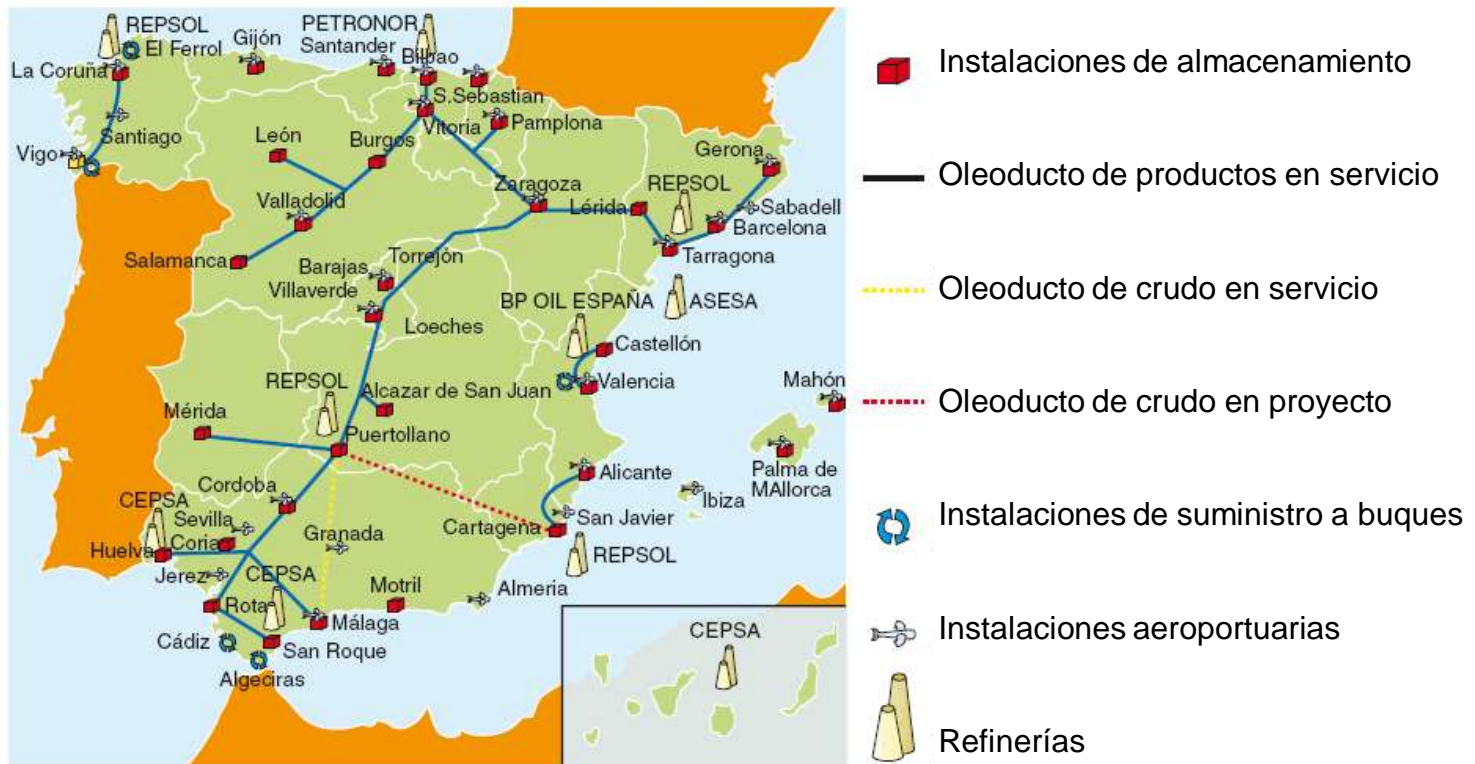 REPSOL
El Ferrol
Gijón
PETRONOR
Santander
Bilbao
La Coruña
S.Sebastian
Santiago
León
Burgos
Vitoria
Pamplona
Vigo
Gerona
Valladolid
Zaragoza
Lérida
REPSOL
Sabadell
Barcelona
Salamanca
Barajas
Torrejón
Tarragona
Villaverde
BP OIL ESPAÑA
ASESA
Loeches
Castellón
REPSOL
Alcazar de San Juan
Valencia
Mahón
Mérida
Puertollano
Alicante
Palma de
MAllorca
Ibiza
Cordoba
CEPSA
Sevilla
Granada
Cartagena
San Javier
Huelva
Coria
REPSOL
Jerez
CEPSA
Motril
Almeria
Rota
Málaga
Cádiz
San Roque
Algeciras
CEPSA
Instalaciones de almacenamiento
Oleoducto de productos en servicio
Oleoducto de crudo en servicio
Oleoducto de crudo en proyecto
Instalaciones de suministro a buques
Instalaciones aeroportuarias
Refinerías